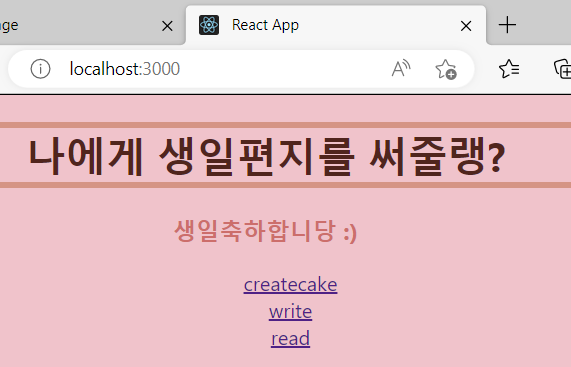 ge
React App
localhost:3000
나에게 생일편지를 써줄랭?
생일축하합니당 :)
createcake
write
read